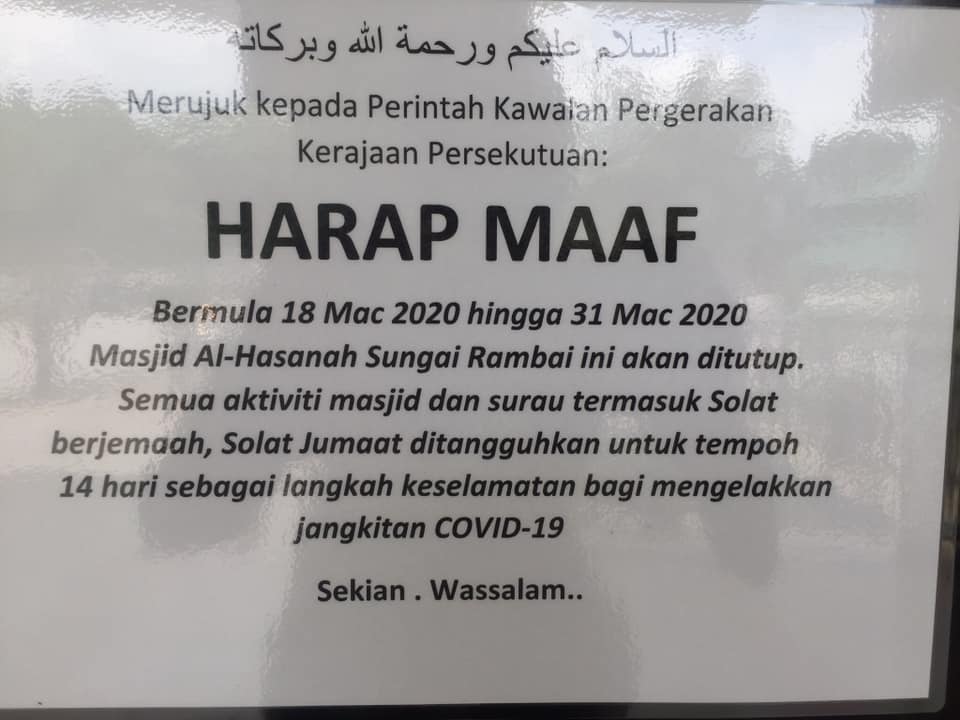 السلام عليكم ورحمة الله وبركاته
Merujuk kepada Perintah Kawalan Pergerakan
Kerajaan Persekutuan:
HARAP MAAF
Bermula 18 Mac 2020 hingga 31 Mac 2020
Masjid Al-Hasanah Sungai Rambai ini akan ditutup.
Semua aktiviti masjid dan surau termasuk Solat
berjemaah, Solat Jumaat ditangguhkan untuk tempoh
14 hari sebagai langkah keselamatan bagi mengelakkan
jangkitan COVID-19
Sekian . Wassalam..